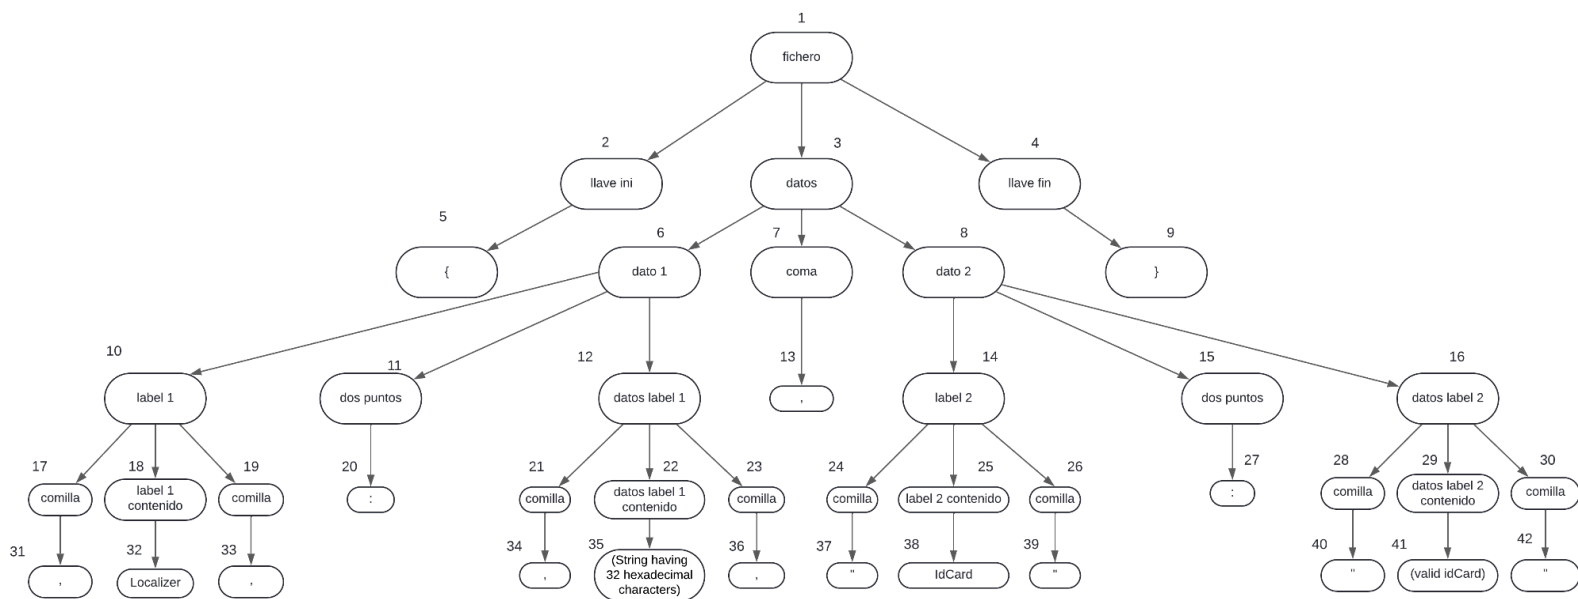 1
fichero
2
3
4
llave ini
datos
llave fin
5
6
7
8
9
{
dato 1
coma
dato 2
}
10
11
12
13
14
15
16
label 1
dos puntos
datos label 1
,
label 2
dos puntos
datos label 2
17
18
19
20
21
22
23
24
25
26
27
28
29
30
comilla
label 1
contenido
comilla
:
comilla
datos label 1
contenido
comilla
comilla
label 2 contenido
comilla
:
comilla
datos label 2
contenido
comilla
31
32
33
34
35
36
37
38
39
40
41
42
,
Localizer
,
,
(String having
32 hexadecimal
characters)
,
"
IdCard
"
"
(valid idCard)
"